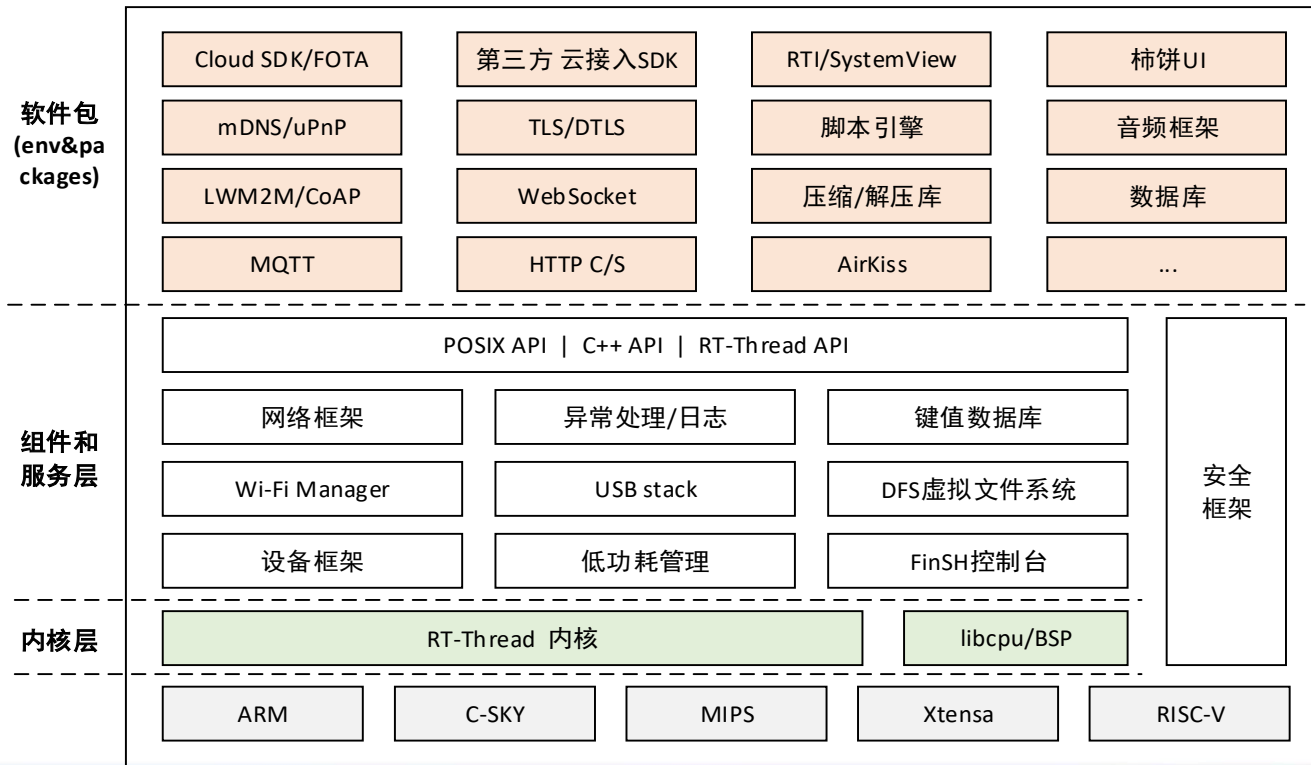 Cloud SDK/FOTA
第三方 云接入SDK
RTI/SystemView
柿饼UI
软件包
(env&pa
ckages)
mDNS/uPnP
TLS/DTLS
脚本引擎
音频框架
LWM2M/CoAP
WebSocket
压缩/解压库
数据库
MQTT
HTTP C/S
AirKiss
...
组件和
服务层
POSIX API | C++ API | RT-Thread API
网络框架
异常处理/日志
键值数据库
Wi-Fi Manager
USB stack
DFS虚拟文件系统
设备框架
低功耗管理
FinSH控制台
安全
框架
内核层
RT-Thread 内核
libcpu/BSP
ARM
C-SKY
MIPS
Xtensa
RISC-V